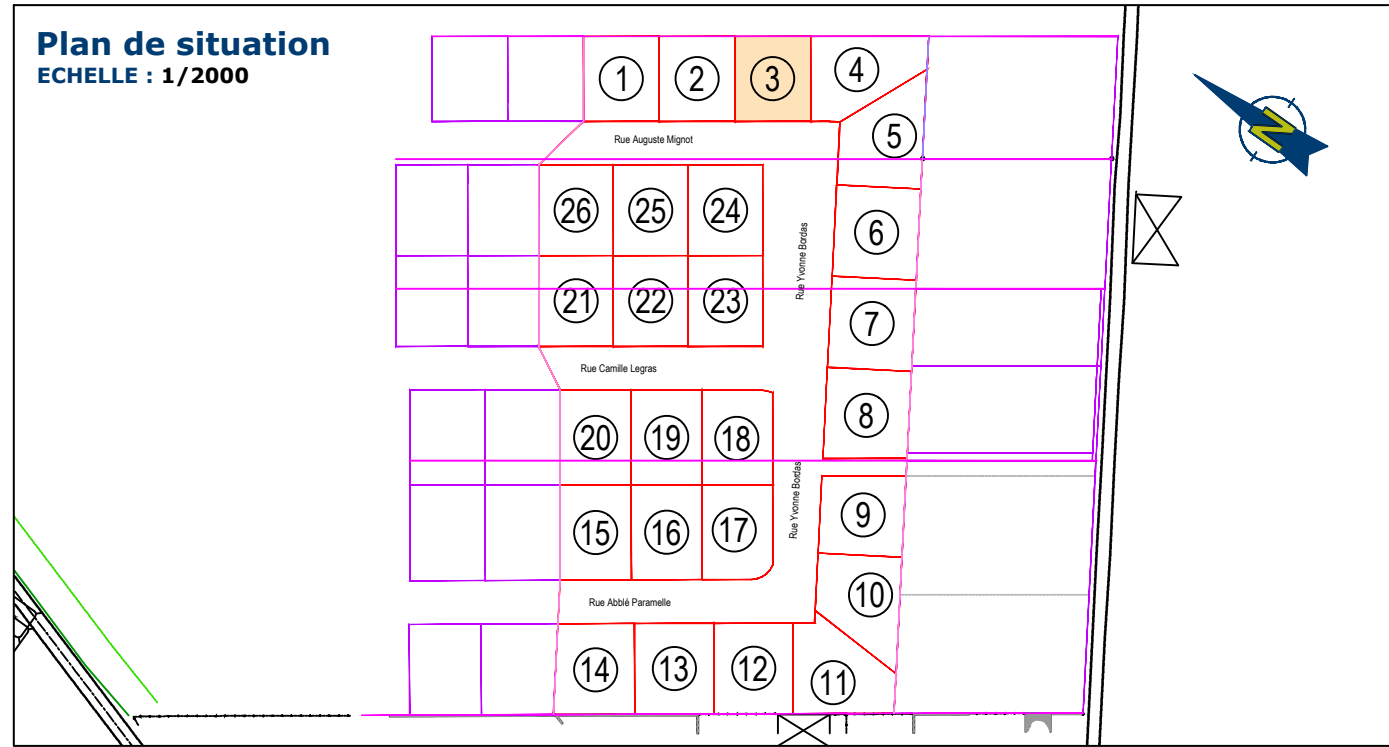 Plan de situation
ECHELLE : 1/2000
1 2 3 4
5
Rue Auguste Mignot
N
26 25 24
6
Rue Yvonne Bordas
21 22 23
7
Rue Camille Legras
8
20 19 18
Rue Yvonne Bordas
9
15 16 17
10
Rue Abblé Paramelle
14 13 12 11